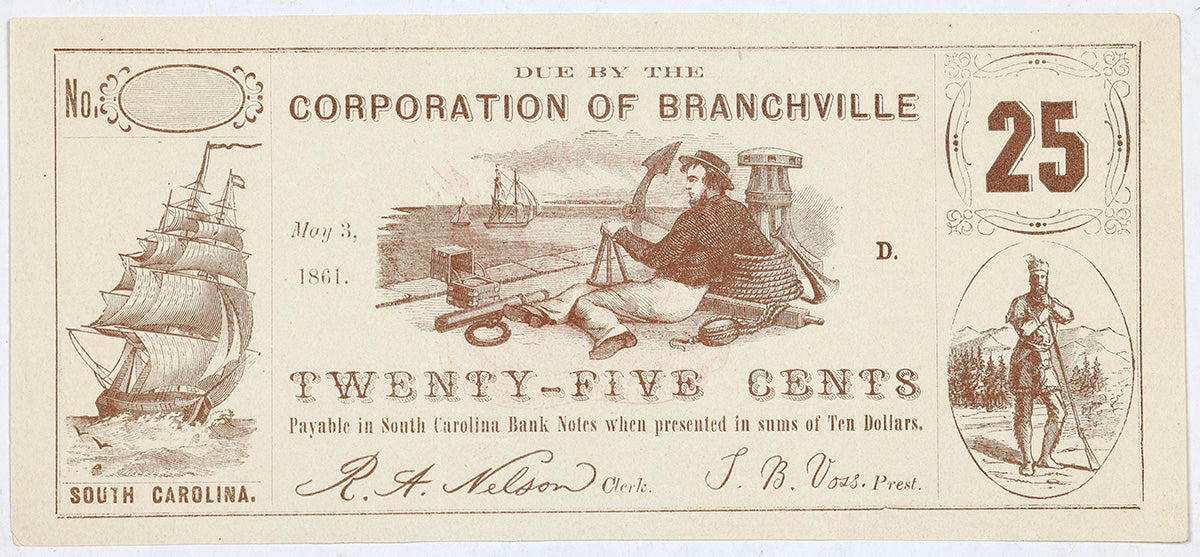 No.
DUE BY THE
CORPORATION OF BRANCHVILLE
25
May 3,
1861.
D.
TWENTY-FIVE CENTS
Payable in South Carolina Bank Notes when presented in sums of Ten Dollars.
R. A. Nelson Clerk.
J. B. Voss. Prest.
SOUTH CAROLINA.